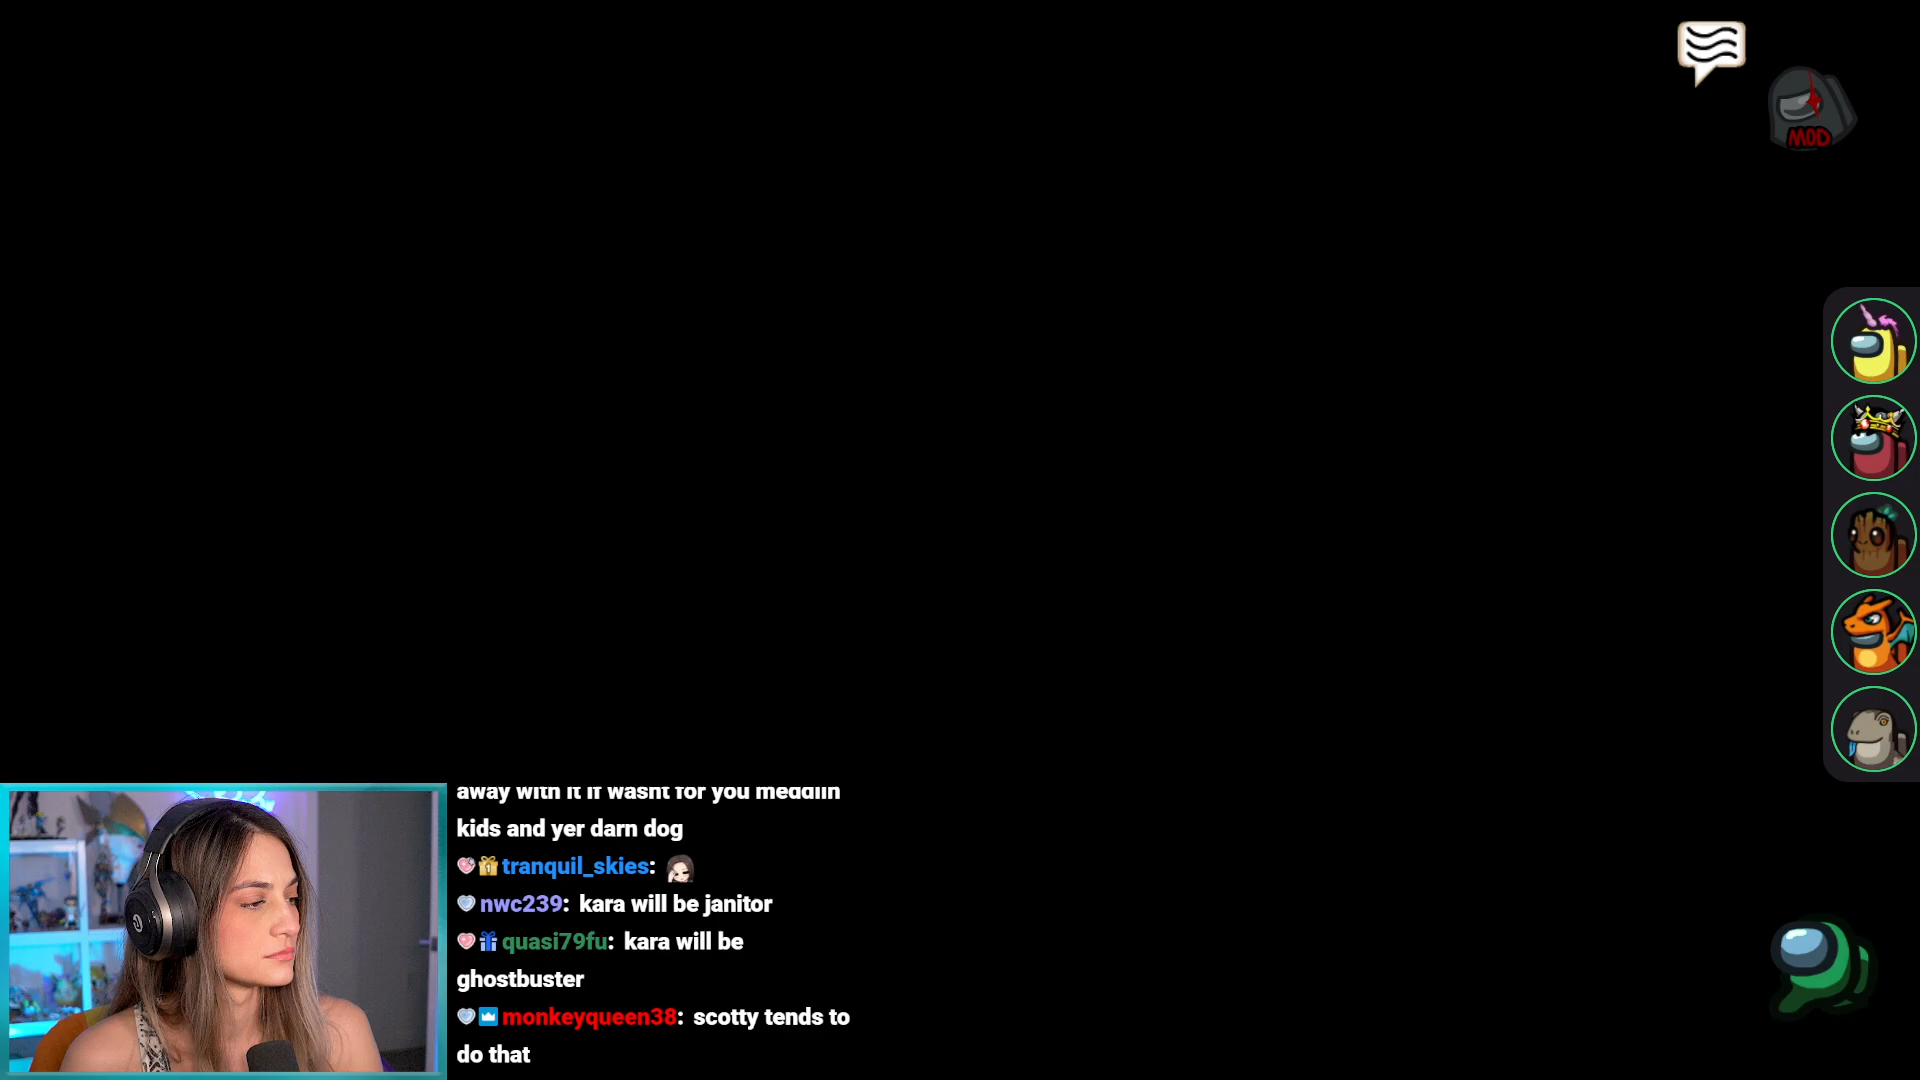 MOD
away with it if wasnt for you meddlin
kids and yer darn dog
tranquil_skies:
nwc239: kara will be janitor
quasi79fu: kara will be
ghostbuster
monkeyqueen38: scotty tends to
do that